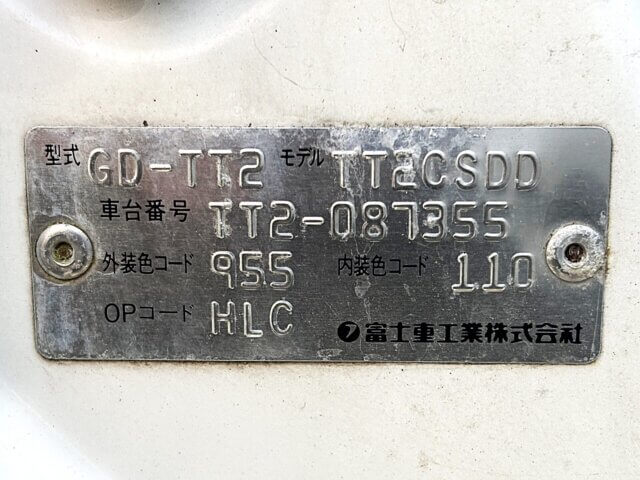 型式 GD-TT2 モデル TT2CSDD
車台番号 TT2-087355
外装色コード 955 内装色コード 110
OPコード HLC 富士重工業株式会社